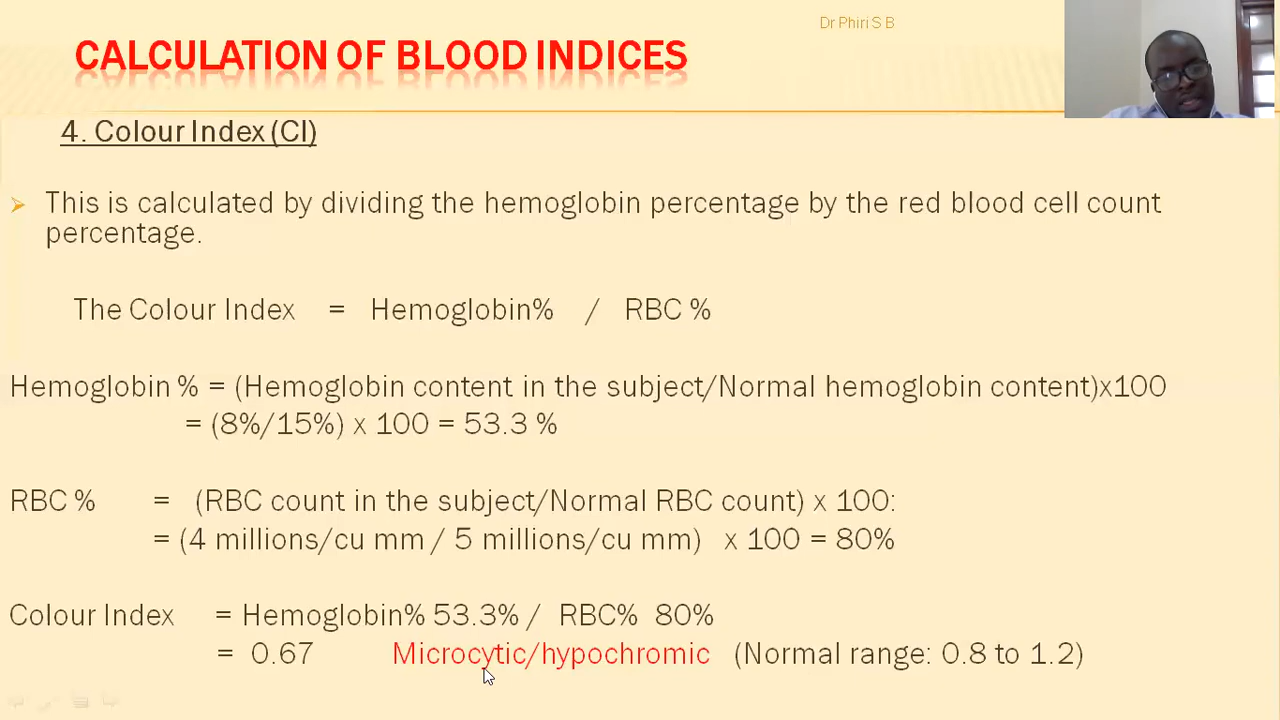 Dr Phiri S B
CALCULATION OF BLOOD INDICES
4. Colour Index (CI)
This is calculated by dividing the hemoglobin percentage by the red blood cell count
percentage.
The Colour Index = Hemoglobin% / RBC %
Hemoglobin % = (Hemoglobin content in the subject/Normal hemoglobin content)x100
= (8%/15%) x 100 = 53.3 %
RBC % = (RBC count in the subject/Normal RBC count) x 100:
= (4 millions/cu mm / 5 millions/cu mm) x 100 = 80%
Colour Index = Hemoglobin% 53.3% / RBC% 80%
= 0.67 Microcytic/hypochromic (Normal range: 0.8 to 1.2)